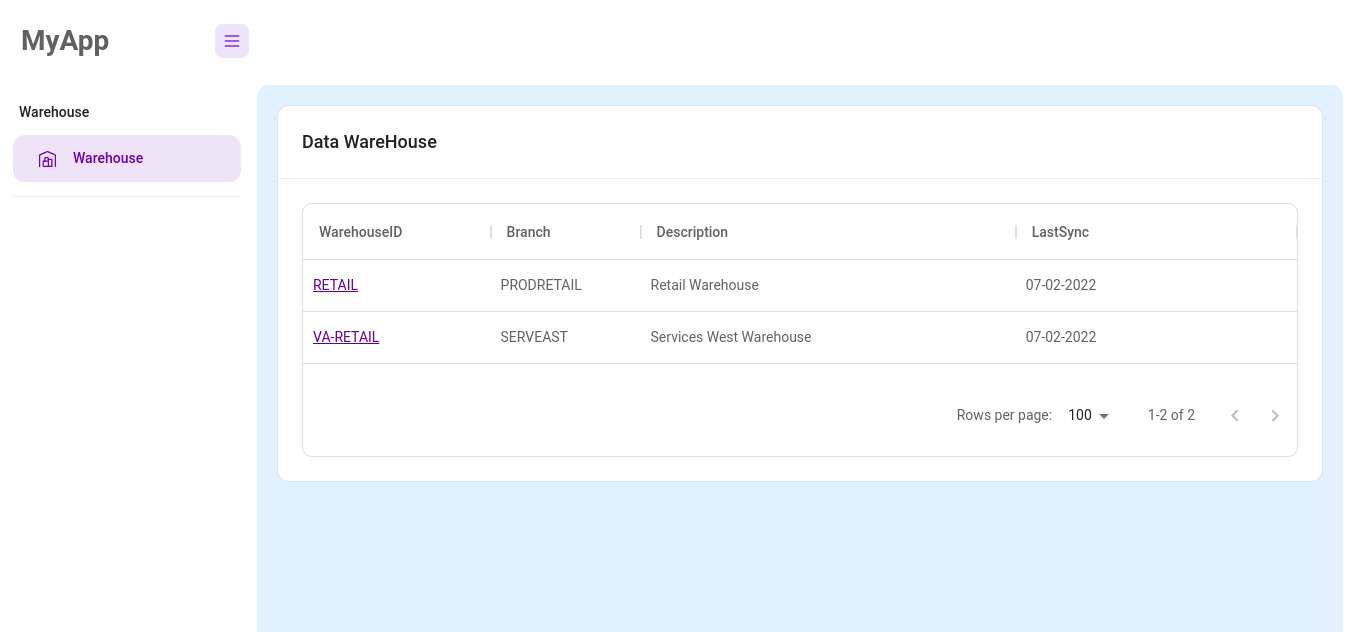 MyApp
Warehouse
Warehouse
Data WareHouse
WarehouseID Branch Description LastSync
RETAIL PRODRETAIL Retail Warehouse 07-02-2022
VA-RETAIL SERVEAST Services West Warehouse 07-02-2022
Rows per page: 100 1-2 of 2